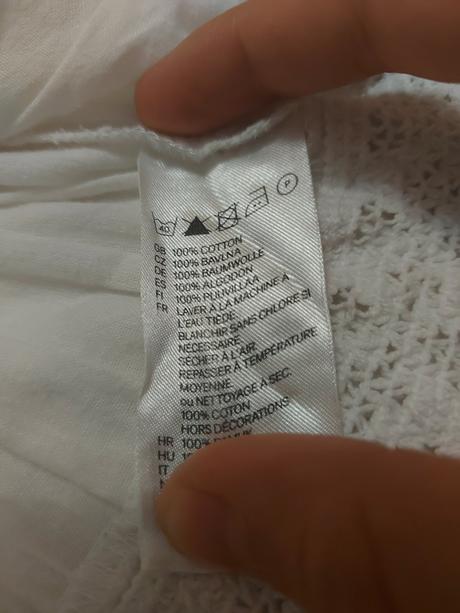 40 P
GB 100% COTTON
CZ 100% BAVLNA
DE 100% BAUMWOLLE
ES 100% ALGODON
FI 100% PUUVILLAA
FR LAVER À LA MACHINE À
L'EAU TIÈDE
BLANCHIR SANS CHLORE SI
NÉCESSAIRE
SÉCHER À L'AIR
REPASSER À TEMPÉRATURE
MOYENNE
ou NETTOYAGE À SEC.
100% COTON
HORS DÉCORATIONS
HR 100%
HU
IT